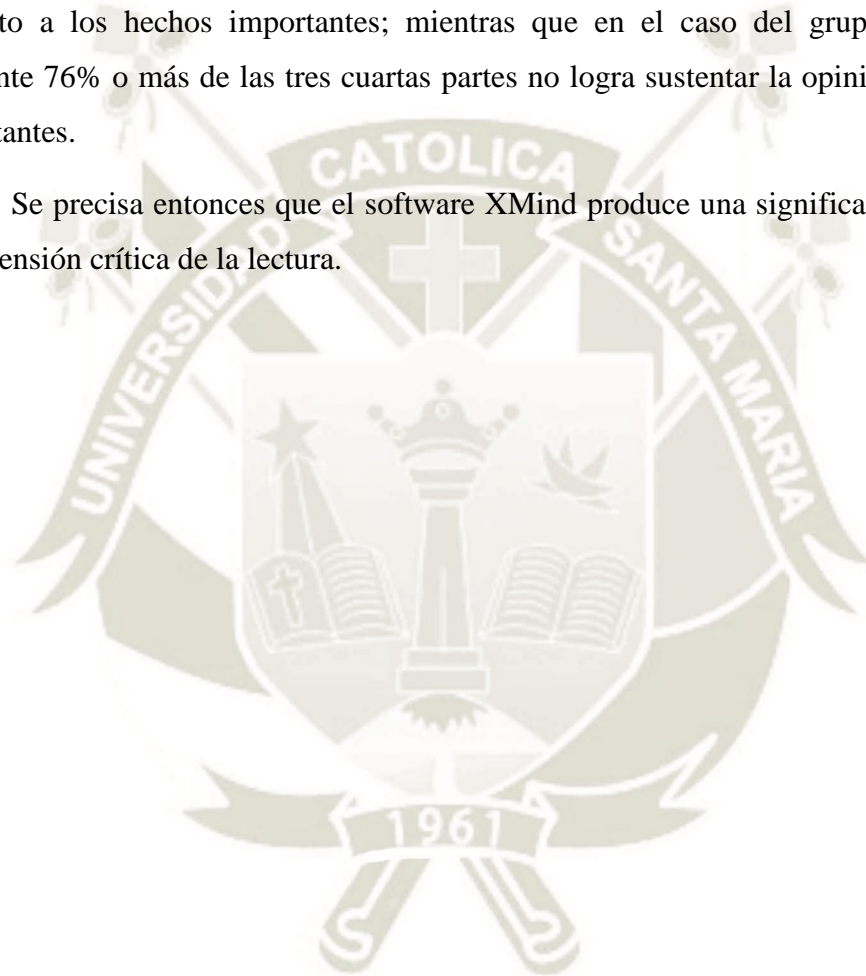 to a los hechos importantes; mientras que en el caso del grup
nte 76% o más de las tres cuartas partes no logra sustentar la opini
tantes.
Se precisa entonces que el software XMind produce una significa
ensión crítica de la lectura.
UNIVERSIDAD CATOLICA SANTA MARIA
1961